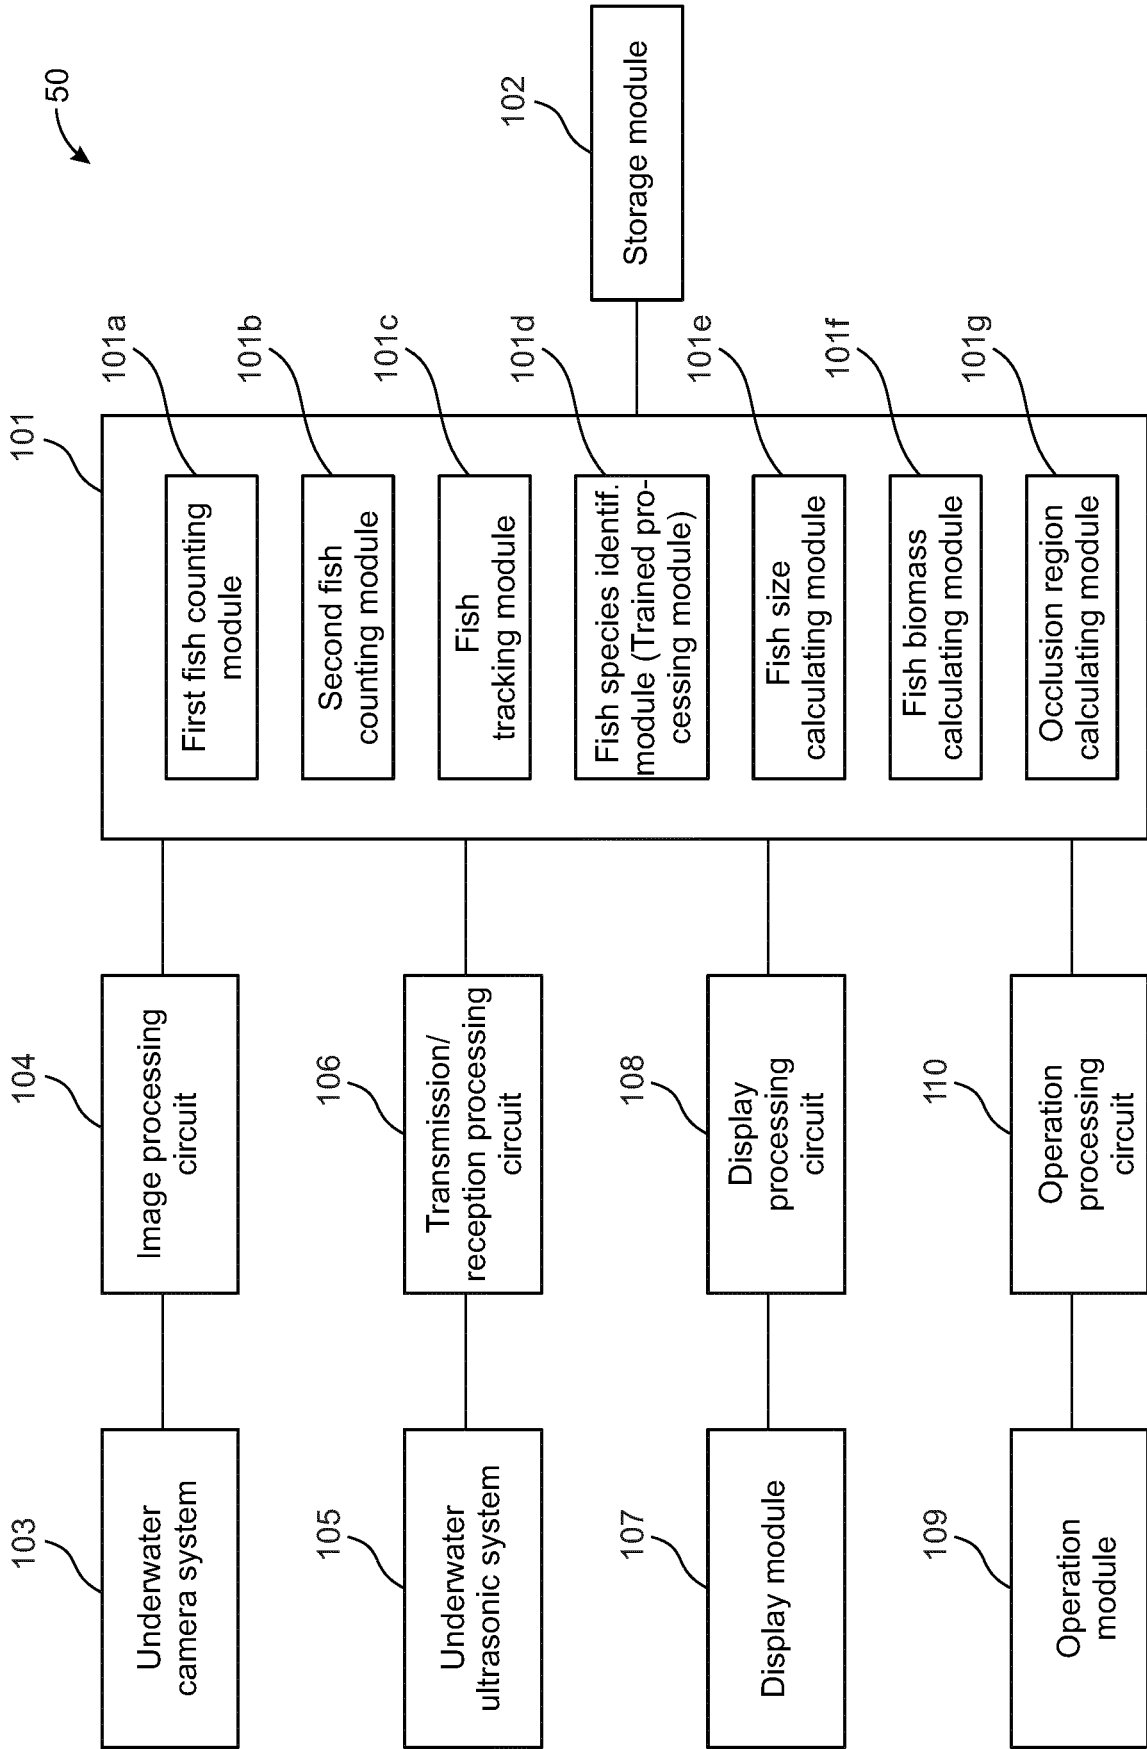 50
101
102
Storage module
101a
First fish counting
module
101b
Second fish
counting module
101c
Fish
tracking module
101d
Fish species identif.
module (Trained pro-
cessing module)
101e
Fish size
calculating module
101f
Fish biomass
calculating module
101g
Occlusion region
calculating module
104
Image processing
circuit
106
Transmission/
reception processing
circuit
108
Display
processing
circuit
110
Operation
processing
circuit
103
Underwater
camera system
105
Underwater
ultrasonic system
107
Display module
109
Operation
module